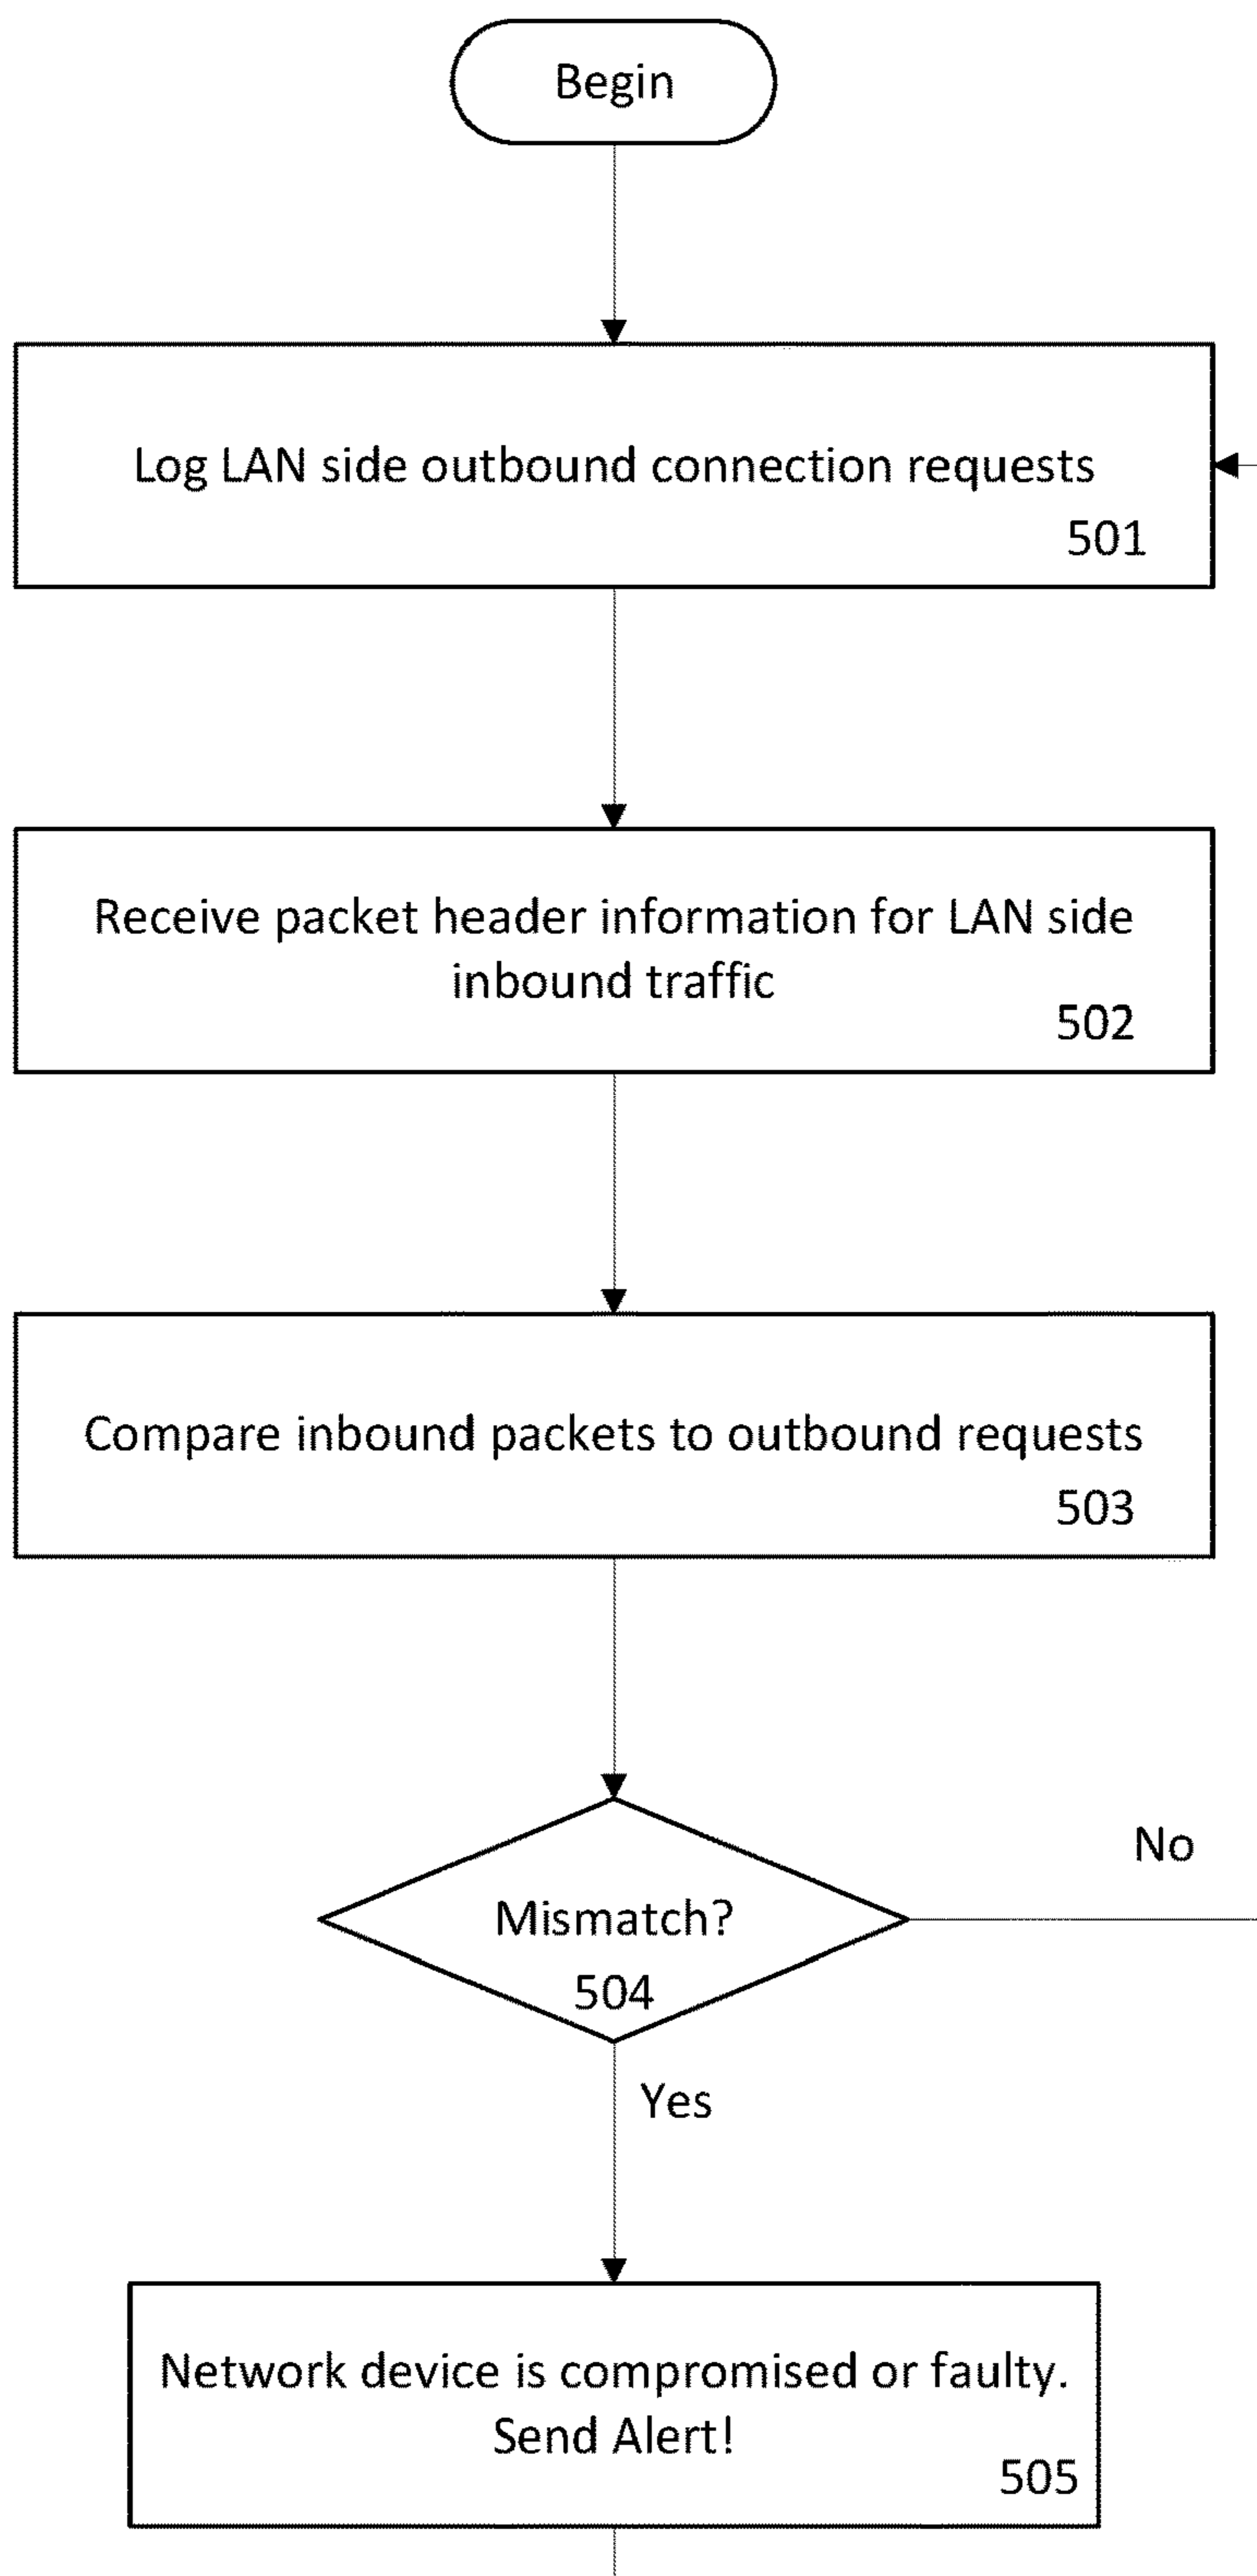 Begin
Log LAN side outbound connection requests
501
Receive packet header information for LAN side
inbound traffic
502
Compare inbound packets to outbound requests
503
Mismatch?
504
No
Yes
Network device is compromised or faulty.
Send Alert!
505